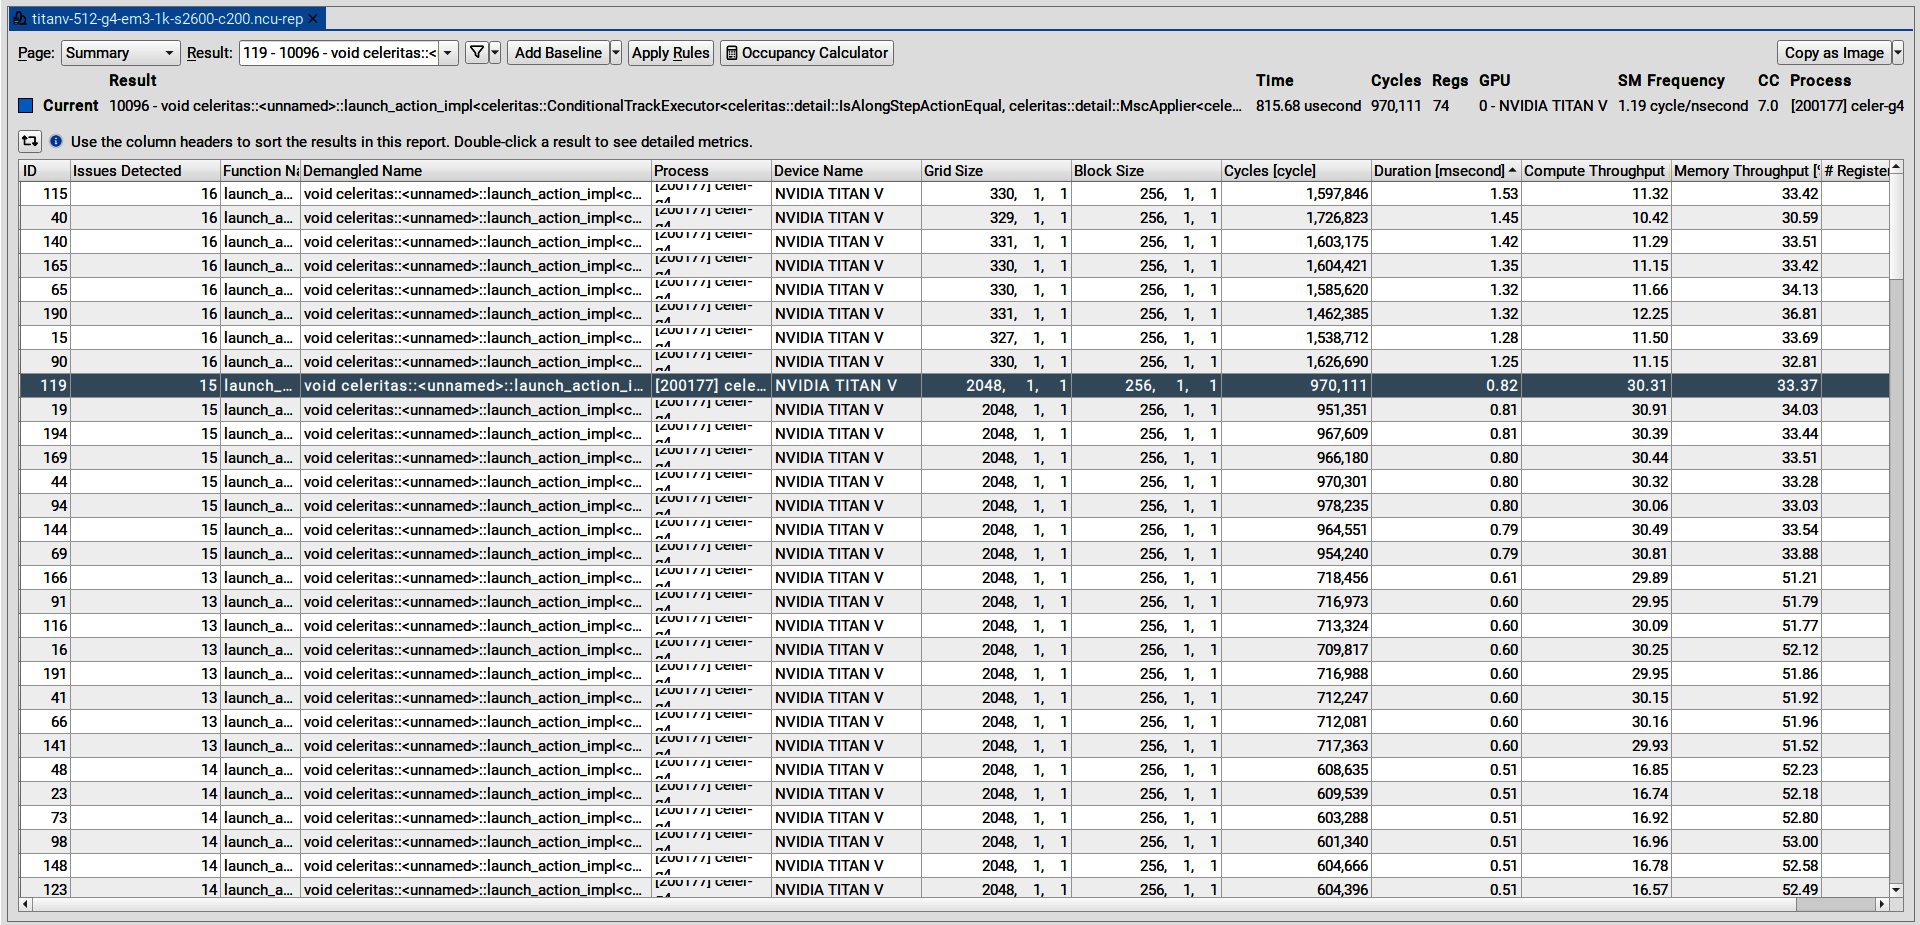 titanv-512-g4-em3-1k-s2600-c200.ncu-rep ×
Page: Summary Result: 119 - 10096 - void celeritas::< Add Baseline Apply Rules Occupancy Calculator Copy as Image
Result Time Cycles Regs GPU SM Frequency CC Process
Current 10096 - void celeritas::<unnamed>::launch_action_impl<celeritas::ConditionalTrackExecutor<celeritas::detail::IsAlongStepActionEqual, celeritas::detail::MscApplier<cele... 815.68 usecond 970,111 74 0 - NVIDIA TITAN V 1.19 cycle/nsecond 7.0 [200177] celer-g4
Use the column headers to sort the results in this report. Double-click a result to see detailed metrics.
ID Issues Detected Function Na Demangled Name Process Device Name Grid Size Block Size Cycles [cycle] Duration [msecond] Compute Throughput Memory Throughput [% # Register
115 16 launch_a... void celeritas::<unnamed>::launch_action_impl<c... [200177] celer-g4 NVIDIA TITAN V 330, 1, 1 256, 1, 1 1,597,846 1.53 11.32 33.42
40 16 launch_a... void celeritas::<unnamed>::launch_action_impl<c... [200177] celer-g4 NVIDIA TITAN V 329, 1, 1 256, 1, 1 1,726,823 1.45 10.42 30.59
140 16 launch_a... void celeritas::<unnamed>::launch_action_impl<c... [200177] celer-g4 NVIDIA TITAN V 331, 1, 1 256, 1, 1 1,603,175 1.42 11.29 33.51
165 16 launch_a... void celeritas::<unnamed>::launch_action_impl<c... [200177] celer-g4 NVIDIA TITAN V 330, 1, 1 256, 1, 1 1,604,421 1.35 11.15 33.42
65 16 launch_a... void celeritas::<unnamed>::launch_action_impl<c... [200177] celer-g4 NVIDIA TITAN V 330, 1, 1 256, 1, 1 1,585,620 1.32 11.66 34.13
190 16 launch_a... void celeritas::<unnamed>::launch_action_impl<c... [200177] celer-g4 NVIDIA TITAN V 331, 1, 1 256, 1, 1 1,462,385 1.32 12.25 36.81
15 16 launch_a... void celeritas::<unnamed>::launch_action_impl<c... [200177] celer-g4 NVIDIA TITAN V 327, 1, 1 256, 1, 1 1,538,712 1.28 11.50 33.69
90 16 launch_a... void celeritas::<unnamed>::launch_action_impl<c... [200177] celer-g4 NVIDIA TITAN V 330, 1, 1 256, 1, 1 1,626,690 1.25 11.15 32.81
119 15 launch_... void celeritas::<unnamed>::launch_action_i... [200177] cele... NVIDIA TITAN V 2048, 1, 1 256, 1, 1 970,111 0.82 30.31 33.37
19 15 launch_a... void celeritas::<unnamed>::launch_action_impl<c... [200177] celer-g4 NVIDIA TITAN V 2048, 1, 1 256, 1, 1 951,351 0.81 30.91 34.03
194 15 launch_a... void celeritas::<unnamed>::launch_action_impl<c... [200177] celer-g4 NVIDIA TITAN V 2048, 1, 1 256, 1, 1 967,609 0.81 30.39 33.44
169 15 launch_a... void celeritas::<unnamed>::launch_action_impl<c... [200177] celer-g4 NVIDIA TITAN V 2048, 1, 1 256, 1, 1 966,180 0.80 30.44 33.51
44 15 launch_a... void celeritas::<unnamed>::launch_action_impl<c... [200177] celer-g4 NVIDIA TITAN V 2048, 1, 1 256, 1, 1 970,301 0.80 30.32 33.28
94 15 launch_a... void celeritas::<unnamed>::launch_action_impl<c... [200177] celer-g4 NVIDIA TITAN V 2048, 1, 1 256, 1, 1 978,235 0.80 30.06 33.03
144 15 launch_a... void celeritas::<unnamed>::launch_action_impl<c... [200177] celer-g4 NVIDIA TITAN V 2048, 1, 1 256, 1, 1 964,551 0.79 30.49 33.54
69 15 launch_a... void celeritas::<unnamed>::launch_action_impl<c... [200177] celer-g4 NVIDIA TITAN V 2048, 1, 1 256, 1, 1 954,240 0.79 30.81 33.88
166 13 launch_a... void celeritas::<unnamed>::launch_action_impl<c... [200177] celer-g4 NVIDIA TITAN V 2048, 1, 1 256, 1, 1 718,456 0.61 29.89 51.21
91 13 launch_a... void celeritas::<unnamed>::launch_action_impl<c... [200177] celer-g4 NVIDIA TITAN V 2048, 1, 1 256, 1, 1 716,973 0.60 29.95 51.79
116 13 launch_a... void celeritas::<unnamed>::launch_action_impl<c... [200177] celer-g4 NVIDIA TITAN V 2048, 1, 1 256, 1, 1 713,324 0.60 30.09 51.77
16 13 launch_a... void celeritas::<unnamed>::launch_action_impl<c... [200177] celer-g4 NVIDIA TITAN V 2048, 1, 1 256, 1, 1 709,817 0.60 30.25 52.12
191 13 launch_a... void celeritas::<unnamed>::launch_action_impl<c... [200177] celer-g4 NVIDIA TITAN V 2048, 1, 1 256, 1, 1 716,988 0.60 29.95 51.86
41 13 launch_a... void celeritas::<unnamed>::launch_action_impl<c... [200177] celer-g4 NVIDIA TITAN V 2048, 1, 1 256, 1, 1 712,247 0.60 30.15 51.92
66 13 launch_a... void celeritas::<unnamed>::launch_action_impl<c... [200177] celer-g4 NVIDIA TITAN V 2048, 1, 1 256, 1, 1 712,081 0.60 30.16 51.96
141 13 launch_a... void celeritas::<unnamed>::launch_action_impl<c... [200177] celer-g4 NVIDIA TITAN V 2048, 1, 1 256, 1, 1 717,363 0.60 29.93 51.52
48 14 launch_a... void celeritas::<unnamed>::launch_action_impl<c... [200177] celer-g4 NVIDIA TITAN V 2048, 1, 1 256, 1, 1 608,635 0.51 16.85 52.23
23 14 launch_a... void celeritas::<unnamed>::launch_action_impl<c... [200177] celer-g4 NVIDIA TITAN V 2048, 1, 1 256, 1, 1 609,539 0.51 16.74 52.18
73 14 launch_a... void celeritas::<unnamed>::launch_action_impl<c... [200177] celer-g4 NVIDIA TITAN V 2048, 1, 1 256, 1, 1 603,288 0.51 16.92 52.80
98 14 launch_a... void celeritas::<unnamed>::launch_action_impl<c... [200177] celer-g4 NVIDIA TITAN V 2048, 1, 1 256, 1, 1 601,340 0.51 16.96 53.00
148 14 launch_a... void celeritas::<unnamed>::launch_action_impl<c... [200177] celer-g4 NVIDIA TITAN V 2048, 1, 1 256, 1, 1 604,666 0.51 16.78 52.58
123 14 launch_a... void celeritas::<unnamed>::launch_action_impl<c... [200177] celer-g4 NVIDIA TITAN V 2048, 1, 1 256, 1, 1 604,396 0.51 16.57 52.49